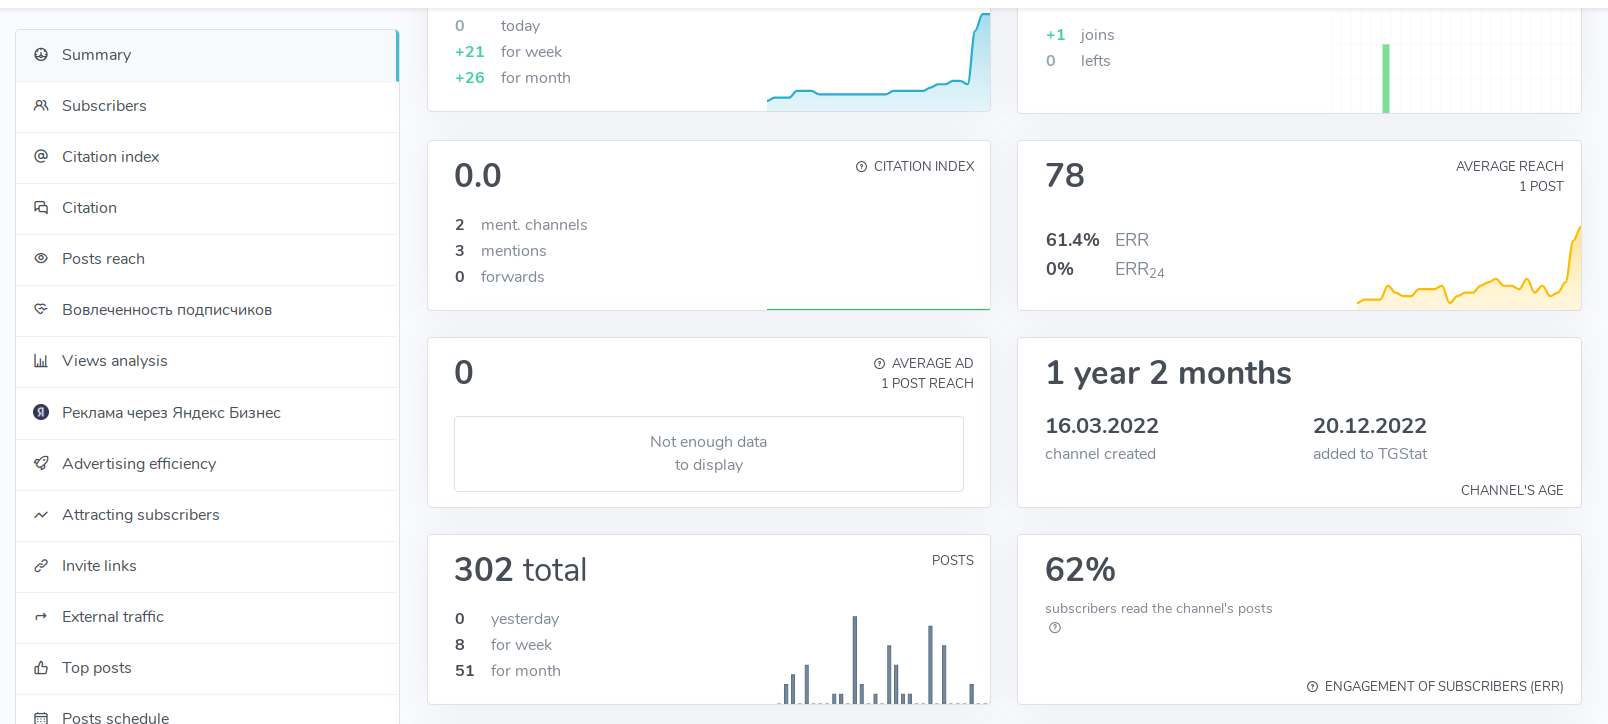 Summary
Subscribers
Citation index
Citation
Posts reach
Вовлеченность подписчиков
Views analysis
Реклама через Яндекс Бизнес
Advertising efficiency
Attracting subscribers
Invite links
External traffic
Top posts
Posts schedule
0 today
+21 for week
+26 for month
+1 joins
0 lefts
0.0
CITATION INDEX
2 ment. channels
3 mentions
0 forwards
78
AVERAGE REACH
1 POST
61.4% ERR
0% ERR24
0
AVERAGE AD
1 POST REACH
Not enough data
to display
1 year 2 months
16.03.2022
channel created
20.12.2022
added to TGStat
CHANNEL'S AGE
302 total
POSTS
0 yesterday
8 for week
51 for month
62%
subscribers read the channel's posts
ENGAGEMENT OF SUBSCRIBERS (ERR)